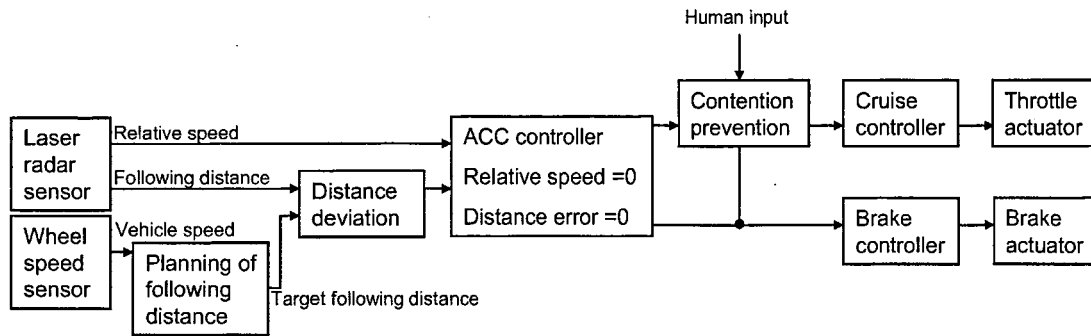 Human input
Laser
radar
sensor
Relative speed
Following distance
Wheel
speed
sensor
Vehicle speed
Planning of
following
distance
Target following distance
Distance
deviation
ACC controller
Relative speed =0
Distance error =0
Contention
prevention
Cruise
controller
Throttle
actuator
Brake
controller
Brake
actuator